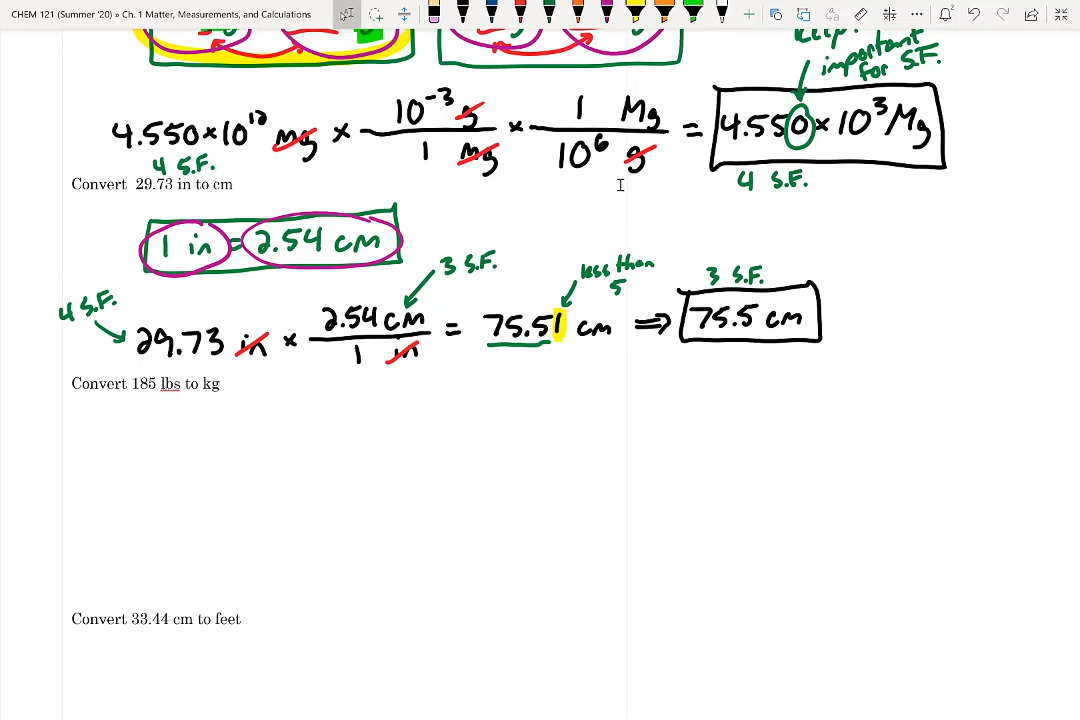 CHEM 121 (Summer '20) » Ch. 1 Matter, Measurements, and Calculations
important
for S.F.
4.550 × 10¹² mg × 10⁻³ g / 1 mg × 1 Mg / 10⁶ g = 4.550 × 10³ Mg
4 S.F.
4 S.F.
Convert 29.73 in to cm
1 in = 2.54 cm
3 S.F.
less than
5
3 S.F.
4 S.F.
29.73 in × 2.54 cm / 1 in = 75.51 cm ⇒ 75.5 cm
Convert 185 lbs to kg
Convert 33.44 cm to feet